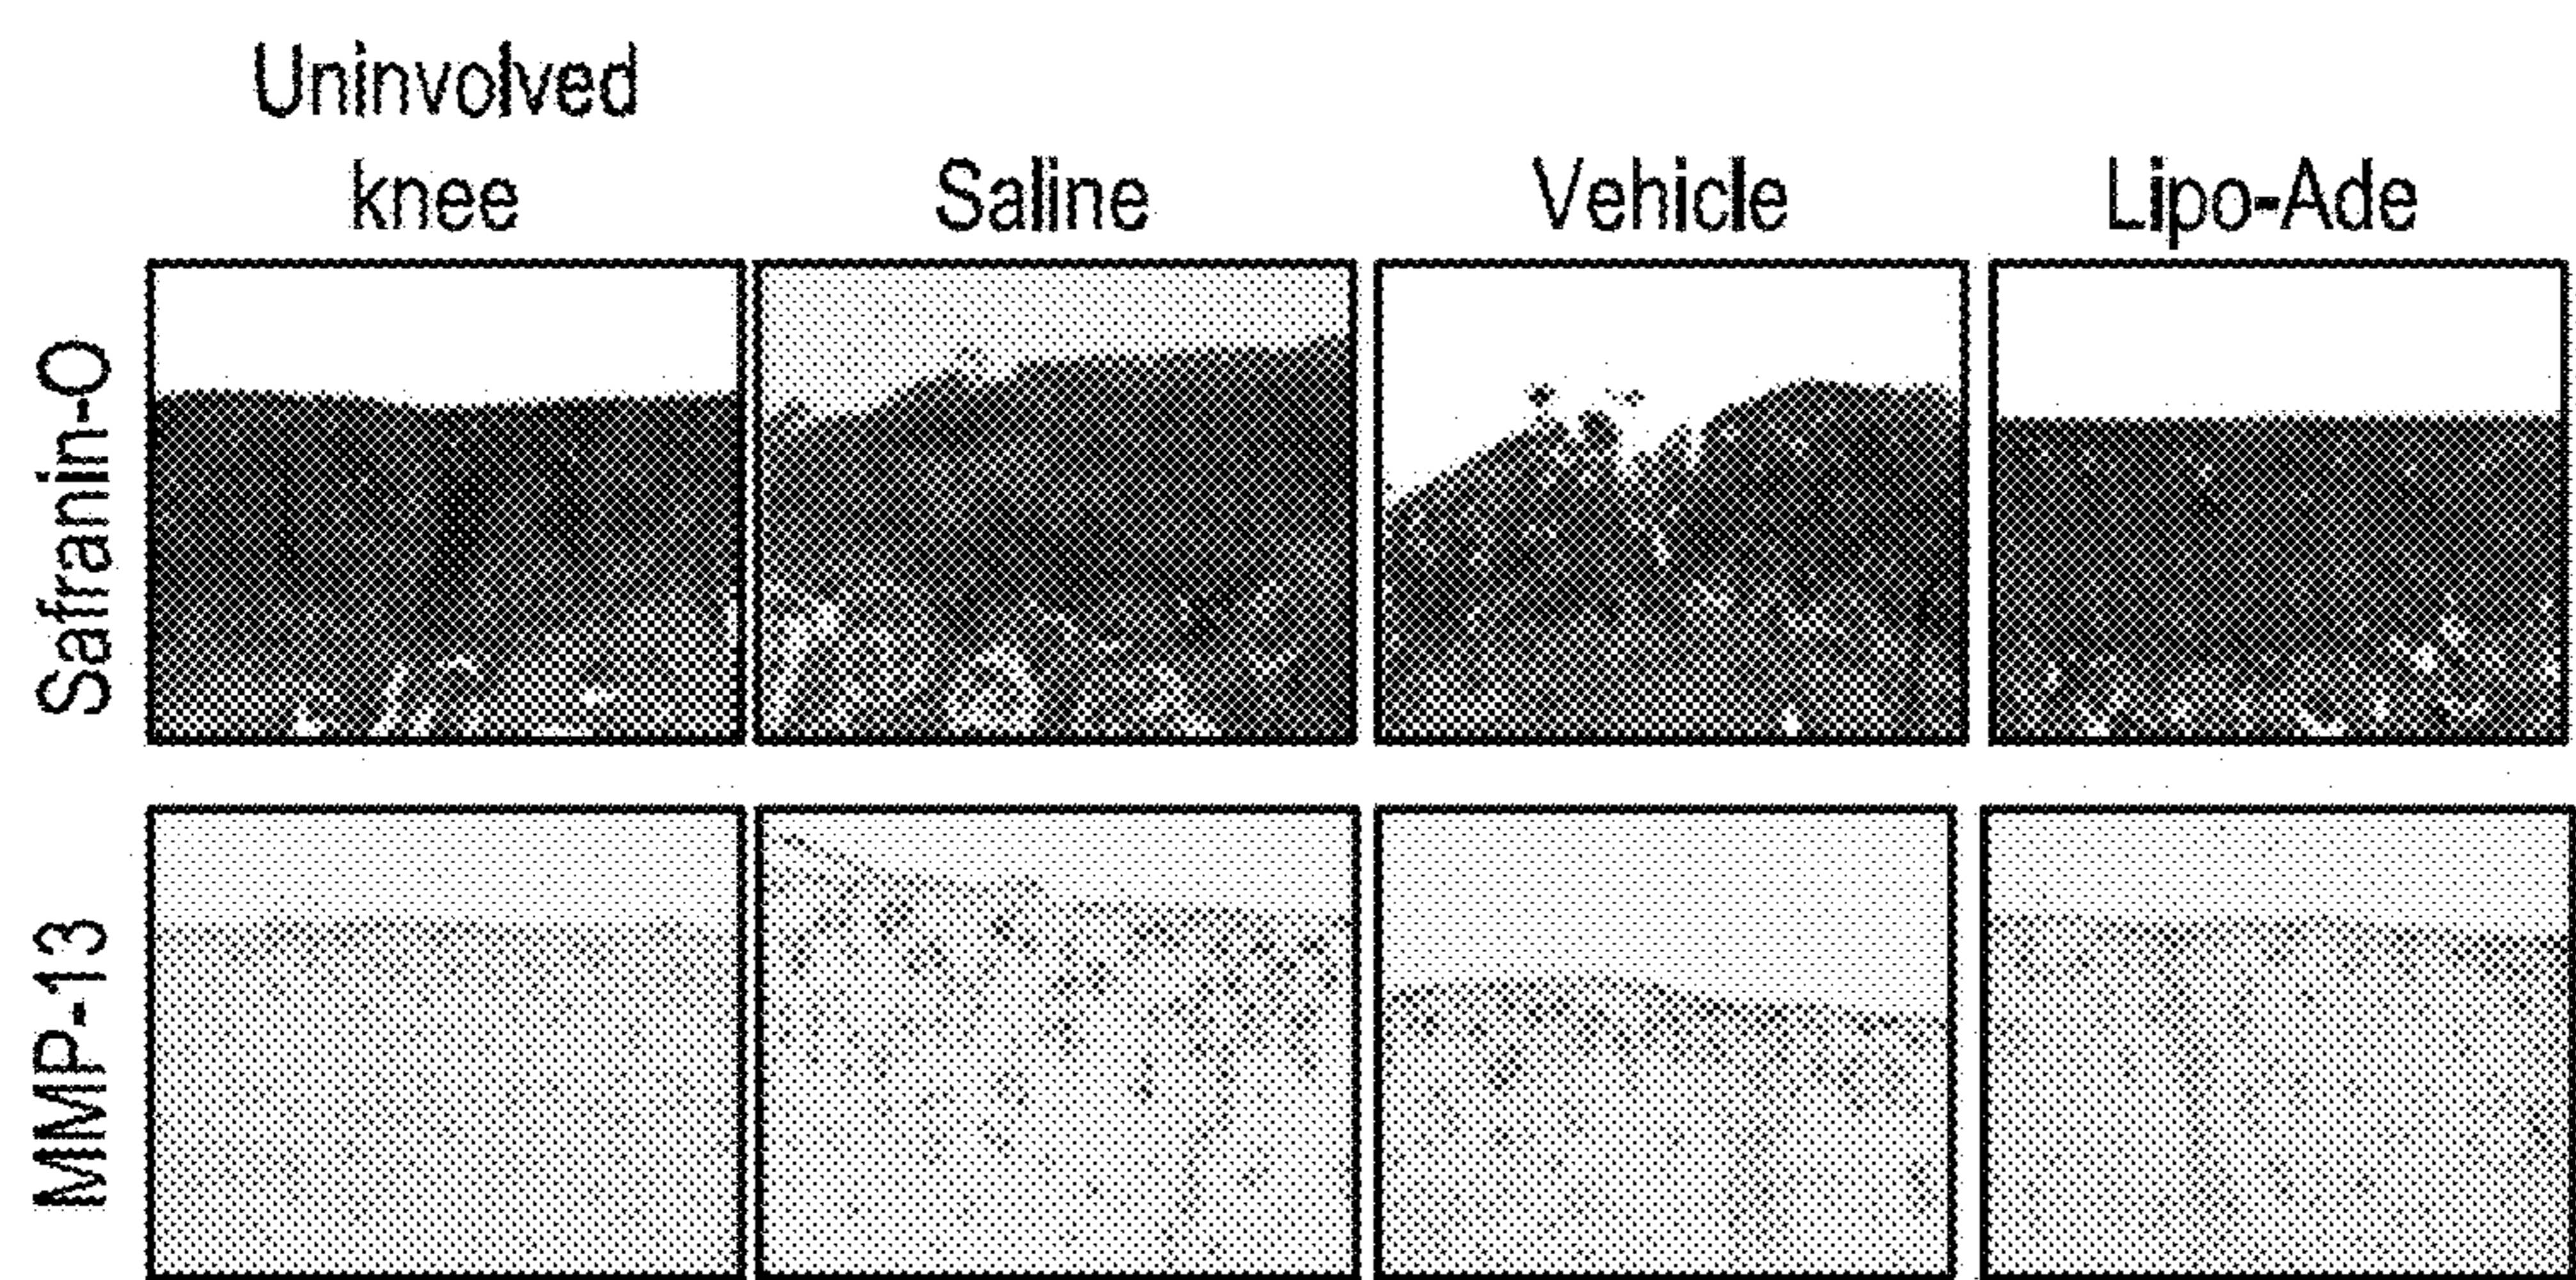 Uninvolved
knee
Saline
Vehicle
Lipo-Ade
Safranin-O
MMP-13